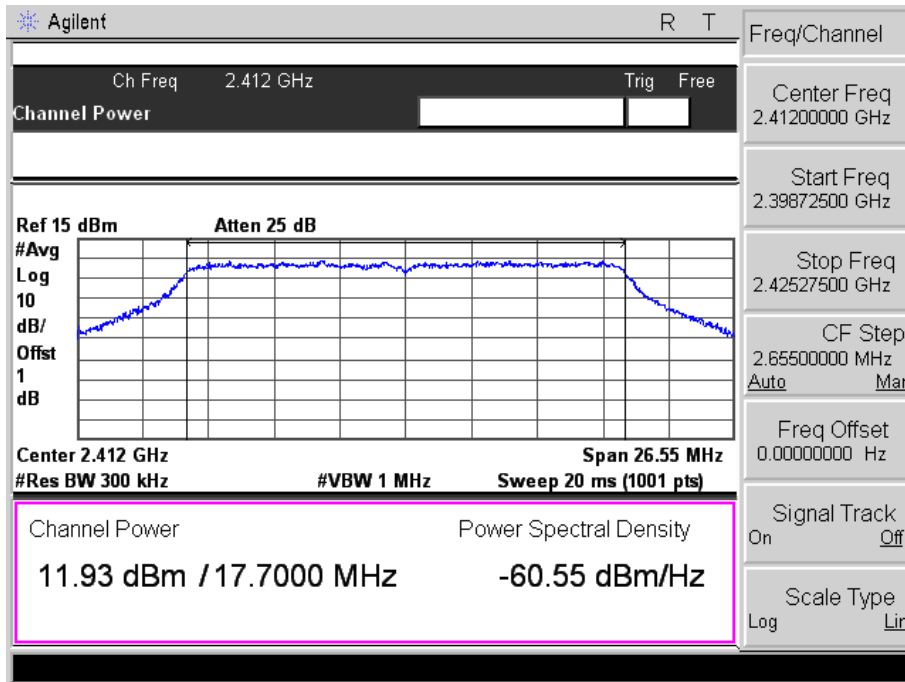 Agilent R T
Ch Freq 2.412 GHz Trig Free
Channel Power
Ref 15 dBm Atten 25 dB
#Avg
Log
10
dB/
Offst
1
dB
Center 2.412 GHz Span 26.55 MHz
#Res BW 300 kHz #VBW 1 MHz Sweep 20 ms (1001 pts)
Channel Power Power Spectral Density
11.93 dBm / 17.7000 MHz -60.55 dBm/Hz
Freq/Channel
Center Freq
2.41200000 GHz
Start Freq
2.39872500 GHz
Stop Freq
2.42527500 GHz
CF Step
2.65500000 MHz
Auto Mar
Freq Offset
0.00000000 Hz
Signal Track
On Off
Scale Type
Log Lin